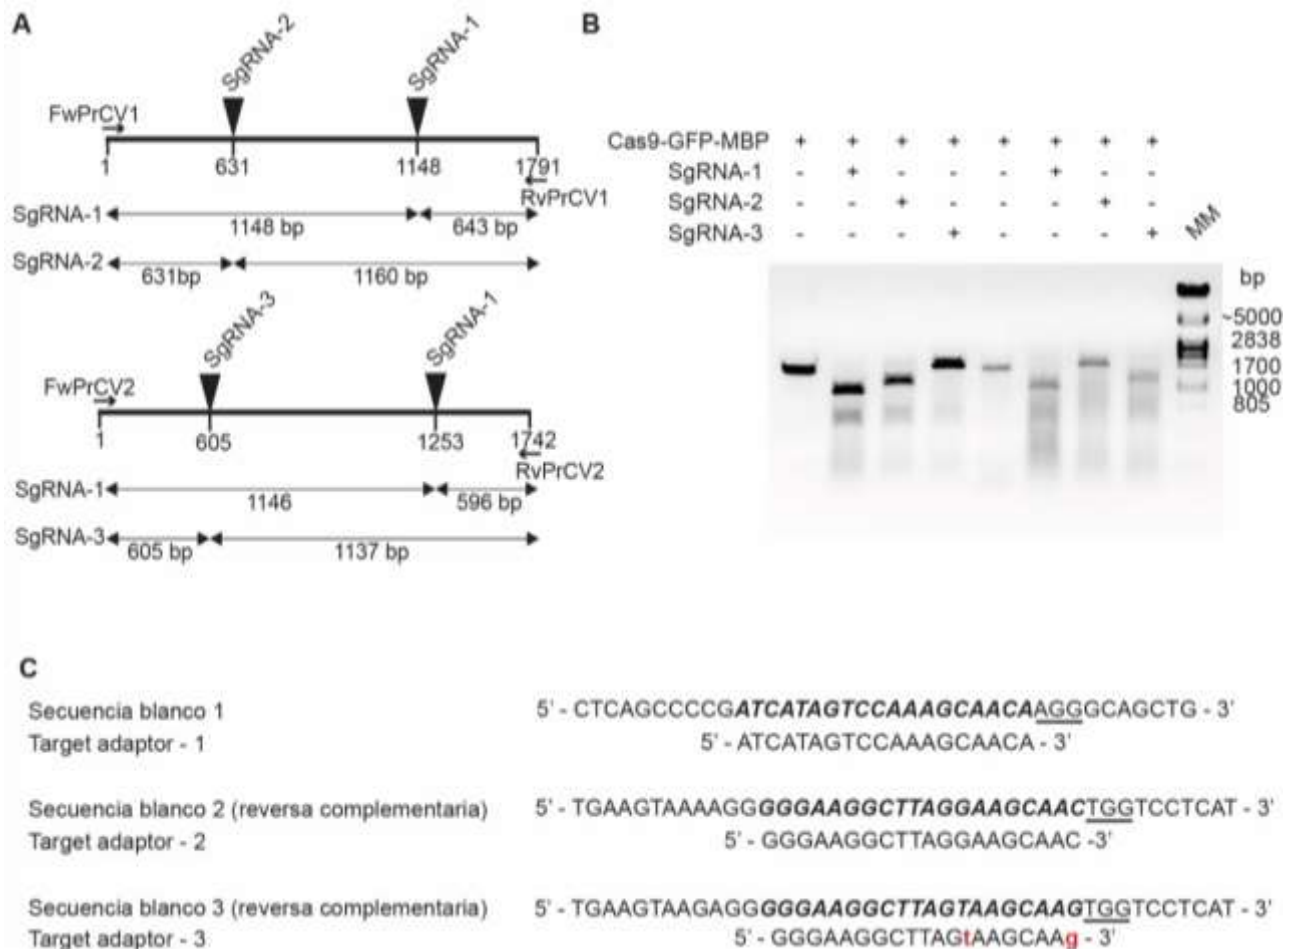 A
SgRNA-2
SgRNA-1
FwPrCV1
1
631
1148
1791
RvPrCV1
SgRNA-1
1148 bp
643 bp
SgRNA-2
631bp
1160 bp
SgRNA-3
SgRNA-1
FwPrCV2
1
605
1253
1742
RvPrCV2
SgRNA-1
1146
596 bp
SgRNA-3
605 bp
1137 bp
B
Cas9-GFP-MBP + + + + + + + +
SgRNA-1 - + - - - + - -
SgRNA-2 - - + - - - + -
SgRNA-3 - - - + - - - +
MM
bp
~5000
2838
1700
1000
805
C
Secuencia blanco 1 5' - CTCAGCCCCGATCATAGTCCAAAGCAACAAGGGCAGCTG - 3'
Target adaptor - 1 5' - ATCATAGTCCAAAGCAACA - 3'
Secuencia blanco 2 (reversa complementaria) 5' - TGAAGTAAAAGGGGGAAGGCTTAGGAAGCAACTGGTCCTCAT - 3'
Target adaptor - 2 5' - GGGAAGGCTTAGGAAGCAAC -3'
Secuencia blanco 3 (reversa complementaria) 5' - TGAAGTAAGAGGGGGAAGGCTTAGTAAGCAAGTGGTCCTCAT - 3'
Target adaptor - 3 5' - GGGAAGGCTTAGtAAGCAAg - 3'